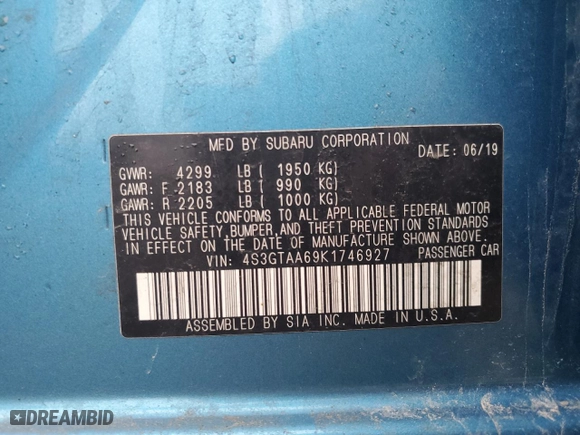 MFD BY SUBARU CORPORATION
DATE: 06/19
GVWR: 4299 LB ( 1950 KG)
GAWR: F 2183 LB ( 990 KG)
GAWR: R 2205 LB ( 1000 KG)
THIS VEHICLE CONFORMS TO ALL APPLICABLE FEDERAL MOTOR
VEHICLE SAFETY, BUMPER, AND THEFT PREVENTION STANDARDS
IN EFFECT ON THE DATE OF MANUFACTURE SHOWN ABOVE.
VIN: 4S3GTAA69K1746927 PASSENGER CAR
ASSEMBLED BY SIA INC. MADE IN U.S.A.
DREAMBID